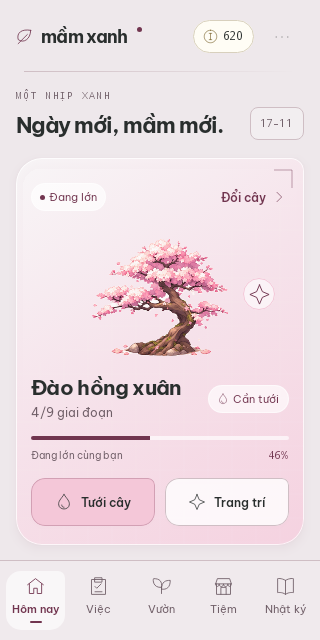 mầm xanh
620
...
MỘT NHỊP XANH
Ngày mới, mầm mới.
17-11
Đang lớn
Đổi cây
Đào hồng xuân
4/9 giai đoạn
Cần tưới
Đang lớn cùng bạn
46%
Tưới cây
Trang trí
Hôm nay
Việc
Vườn
Tiệm
Nhật ký